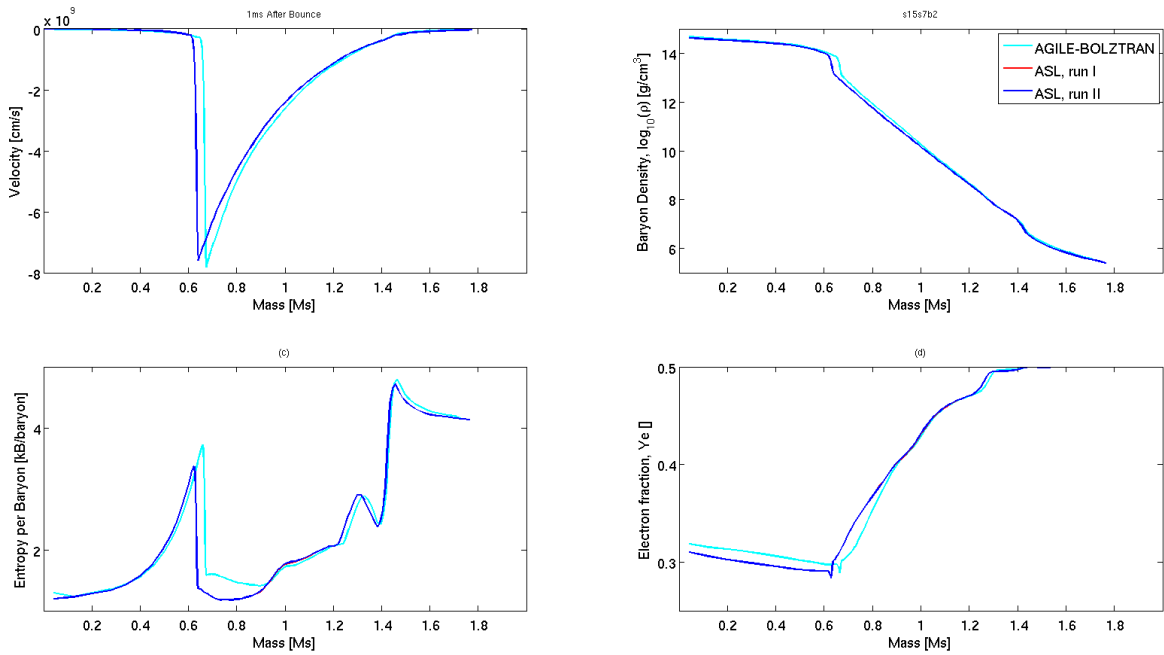 1ms After Bounce
x 10^9
0
-2
-4
-6
-8
Velocity [cm/s]
0.2 0.4 0.6 0.8 1.0 1.2 1.4 1.6 1.8
Mass [Ms]
s15s7b2
14
12
10
8
6
Baryon Density, log10(ρ) [g/cm³]
AGILE-BOLZTRAN
ASL, run I
ASL, run II
0.2 0.4 0.6 0.8 1.0 1.2 1.4 1.6 1.8
Mass [Ms]
(c)
4
2
Entropy per Baryon [kB/baryon]
0.2 0.4 0.6 0.8 1.0 1.2 1.4 1.6 1.8
Mass [Ms]
(d)
0.5
0.4
0.3
Electron fraction, Ye []
0.2 0.4 0.6 0.8 1.0 1.2 1.4 1.6 1.8
Mass [Ms]